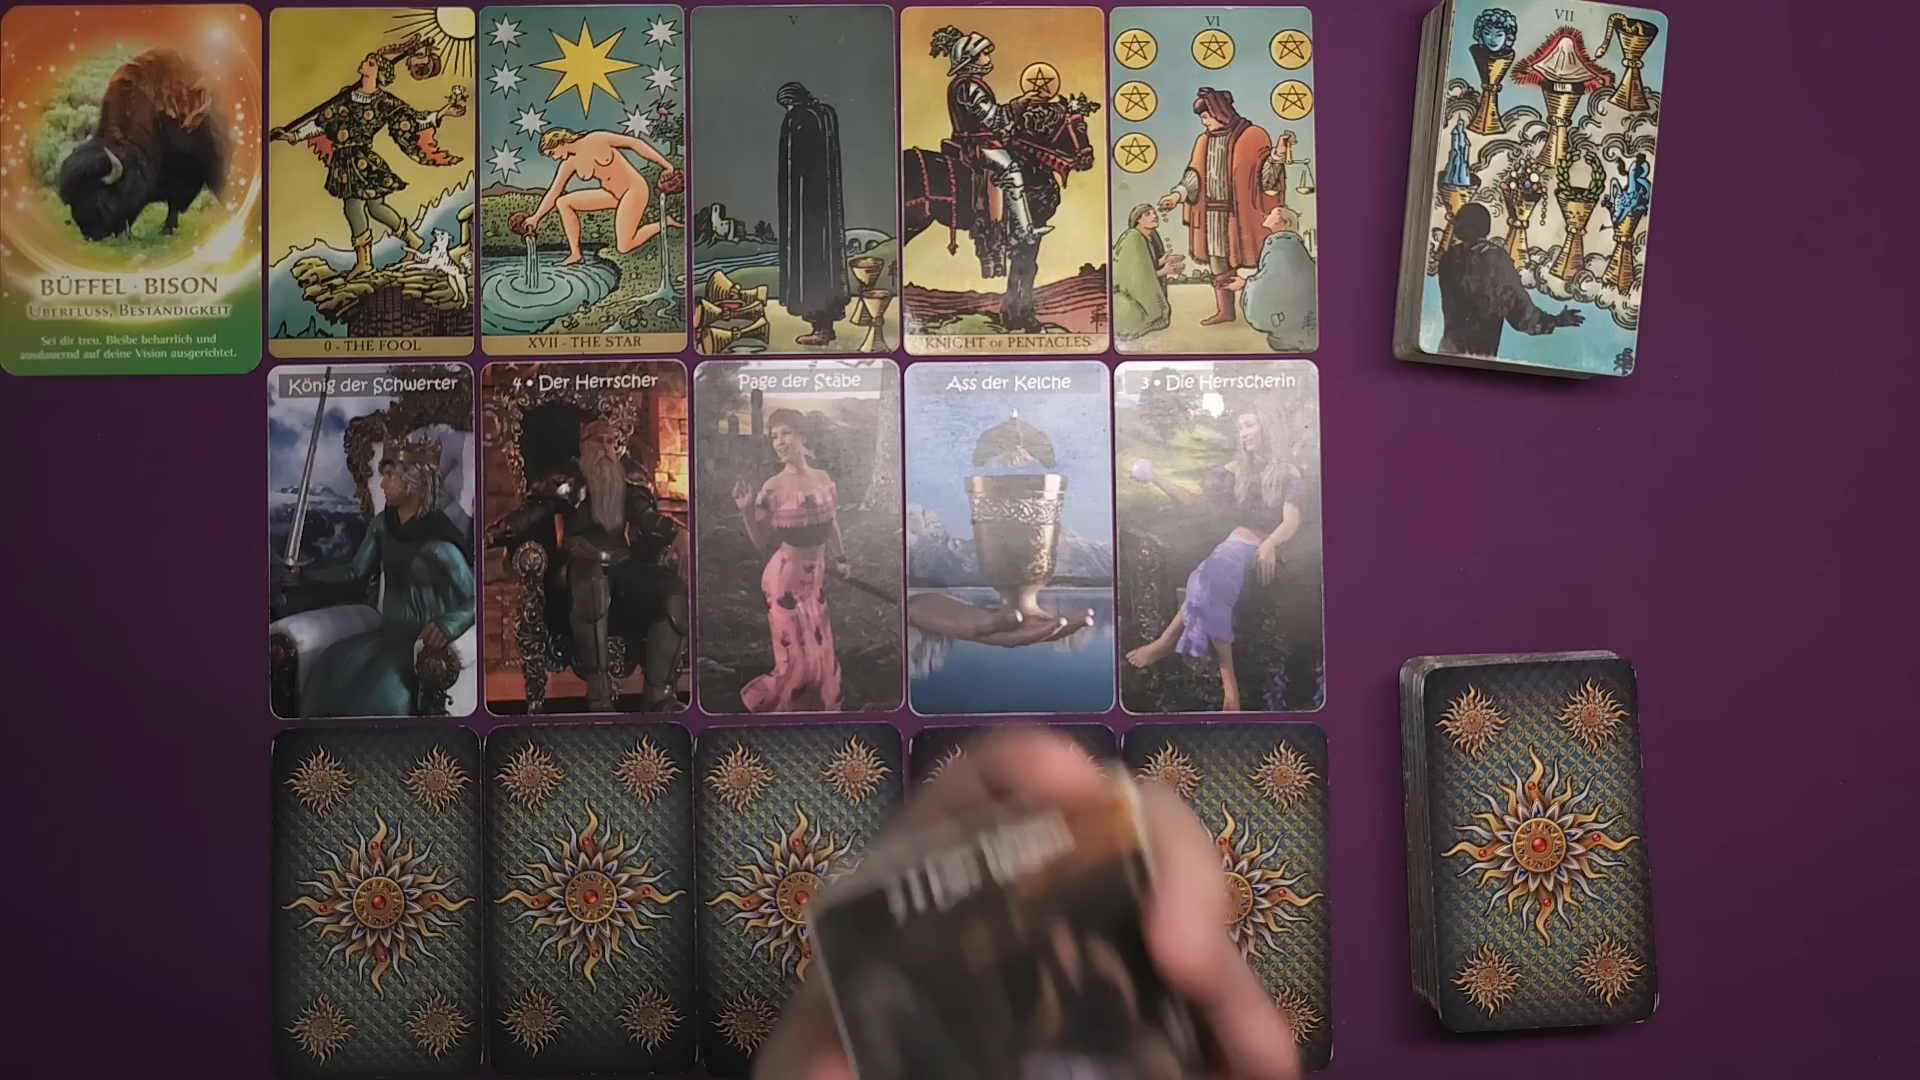 BÜFFEL · BISON
ÜBERFLUSS, BESTÄNDIGKEIT
Sei dir treu. Bleibe beharrlich und
ausdauernd auf deine Vision ausgerichtet.
0 - THE FOOL
XVII - THE STAR
V
KNIGHT OF PENTACLES
VI
VII
König der Schwerter
4 • Der Herrscher
Page der Stäbe
Ass der Kelche
3 • Die Herrscherin